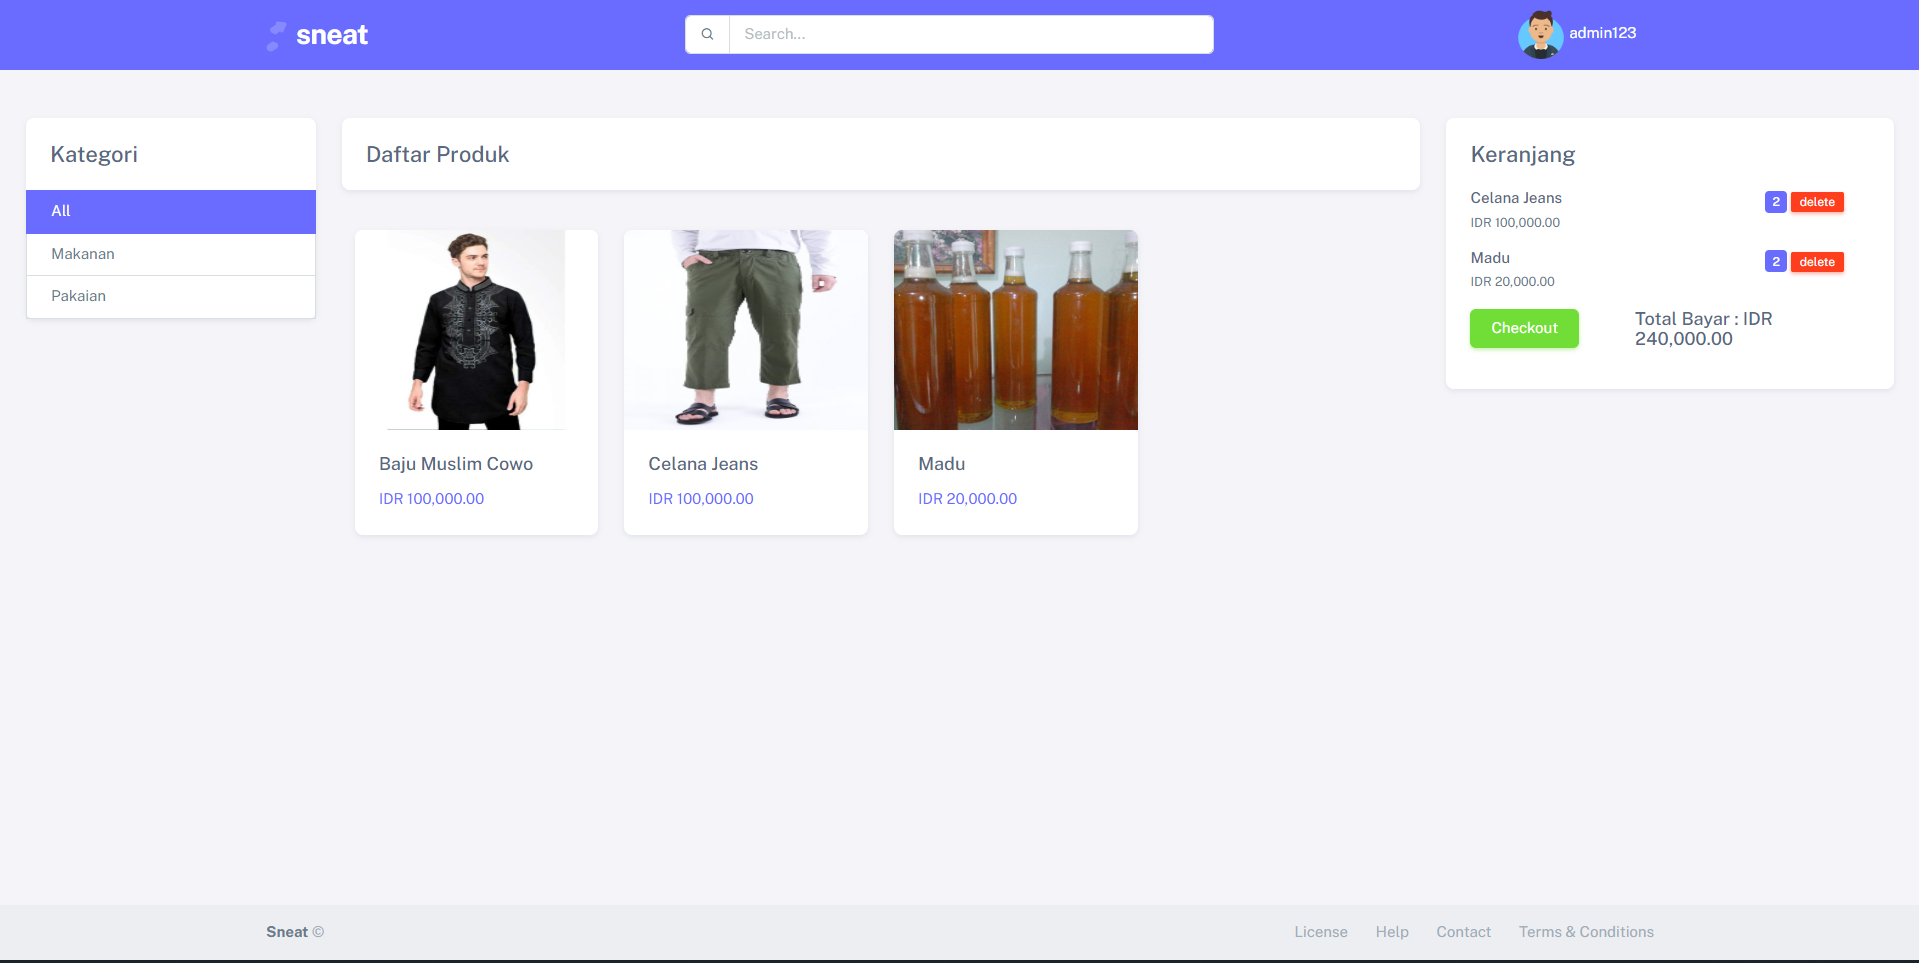 sneat
Search...
admin123
Kategori
All
Makanan
Pakaian
Daftar Produk
Baju Muslim Cowo
IDR 100,000.00
Celana Jeans
IDR 100,000.00
Madu
IDR 20,000.00
Keranjang
Celana Jeans 2 delete
IDR 100,000.00
Madu 2 delete
IDR 20,000.00
Checkout
Total Bayar : IDR
240,000.00
Sneat ©
License Help Contact Terms & Conditions